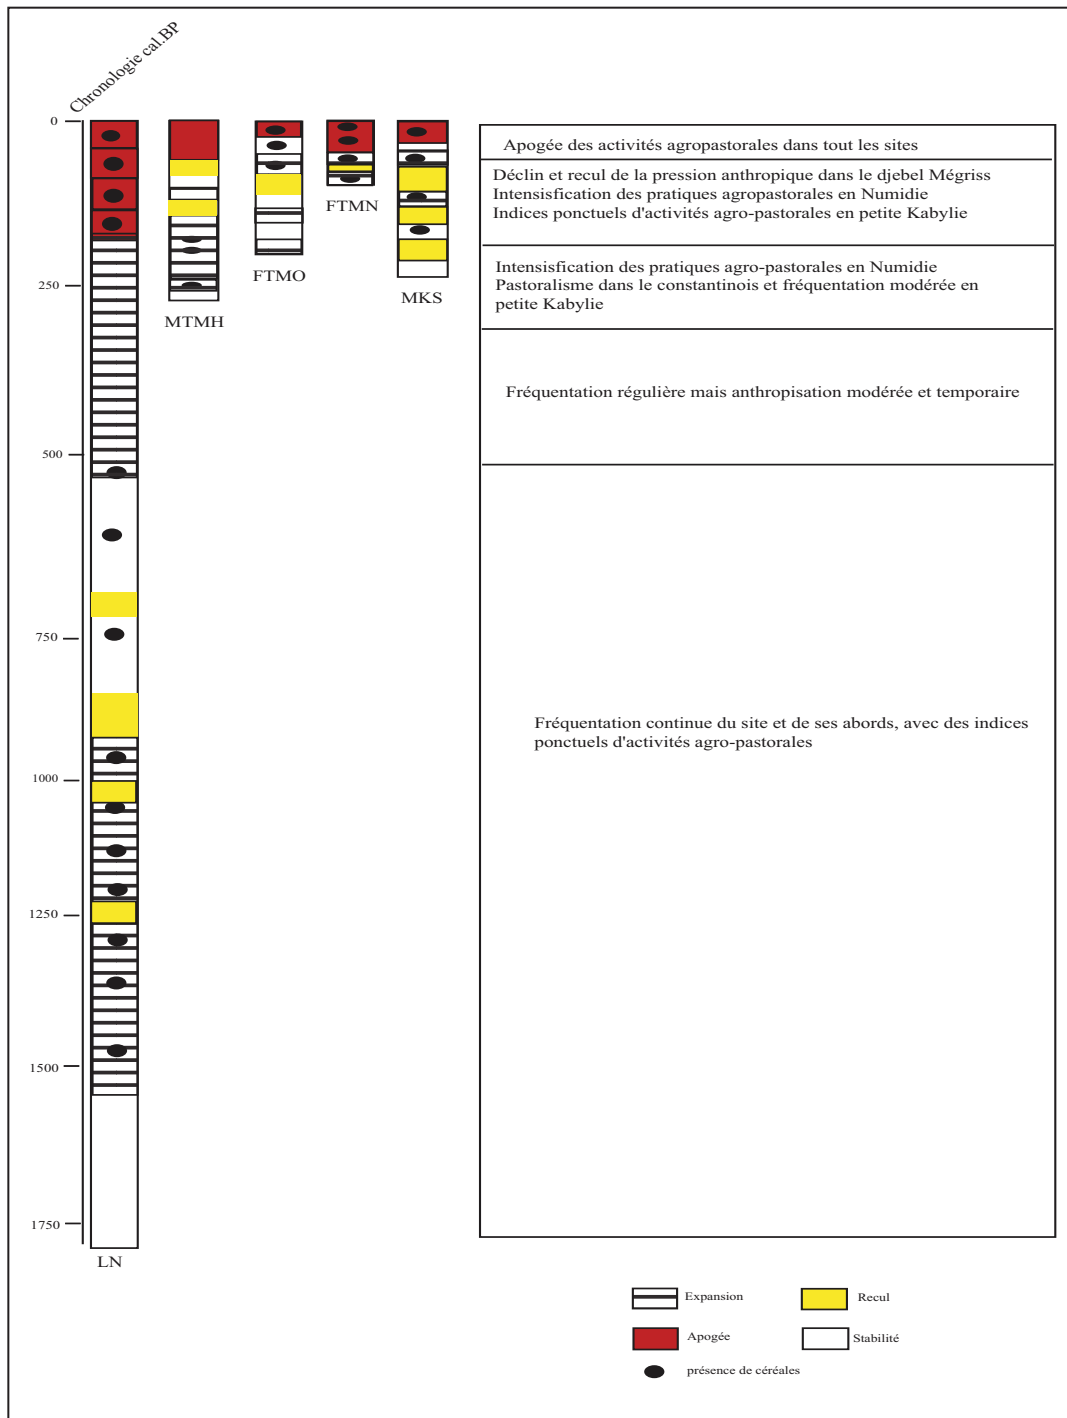 Chronologie cal.BP
0
250
500
750
1000
1250
1500
1750
LN
MTMH
FTMO
FTMN
MKS
Apogée des activités agropastorales dans tout les sites
Déclin et recul de la pression anthropique dans le djebel Mégriss
Intensisfication des pratiques agropastorales en Numidie
Indices ponctuels d'activités agro-pastorales en petite Kabylie
Intensisfication des pratiques agro-pastorales en Numidie
Pastoralisme dans le constantinois et fréquentation modérée en
petite Kabylie
Fréquentation régulière mais anthropisation modérée et temporaire
Fréquentation continue du site et de ses abords, avec des indices
ponctuels d'activités agro-pastorales
Expansion
Recul
Apogée
Stabilité
présence de céréales